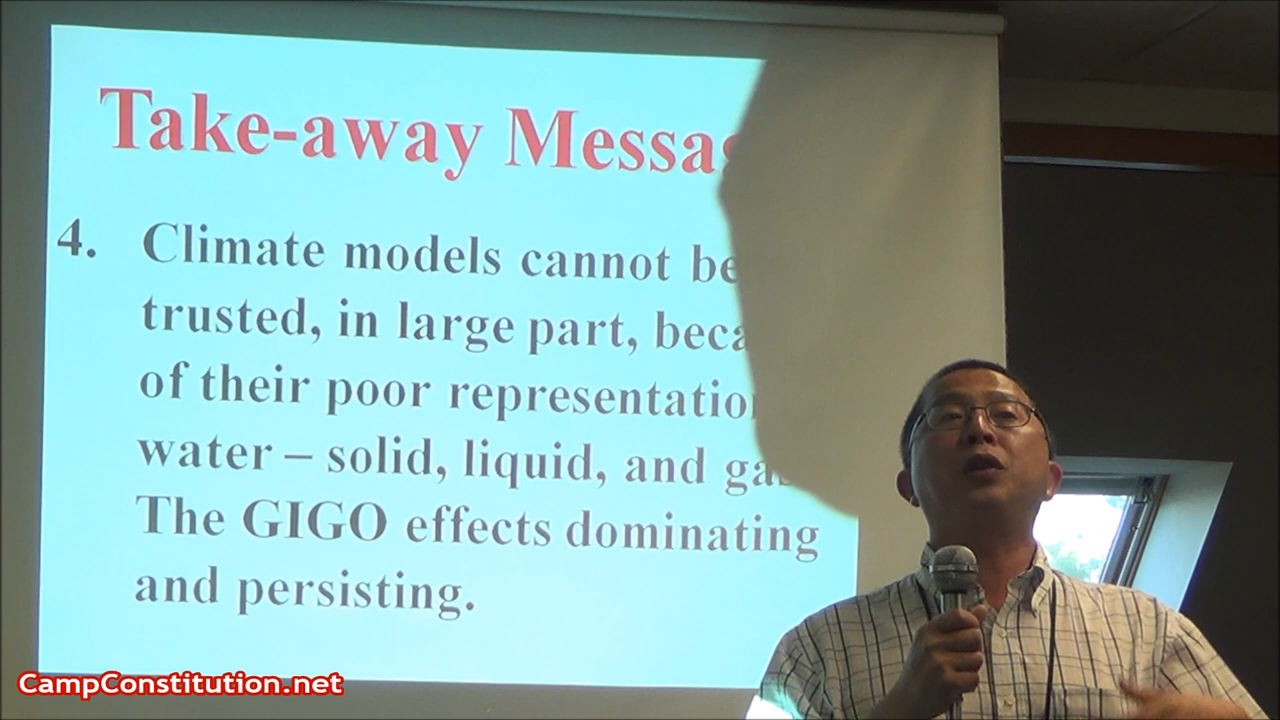 Take-away Messa
4. Climate models cannot be
trusted, in large part, beca
of their poor representatio
water – solid, liquid, and ga
The GIGO effects dominating
and persisting.
CampConstitution.net